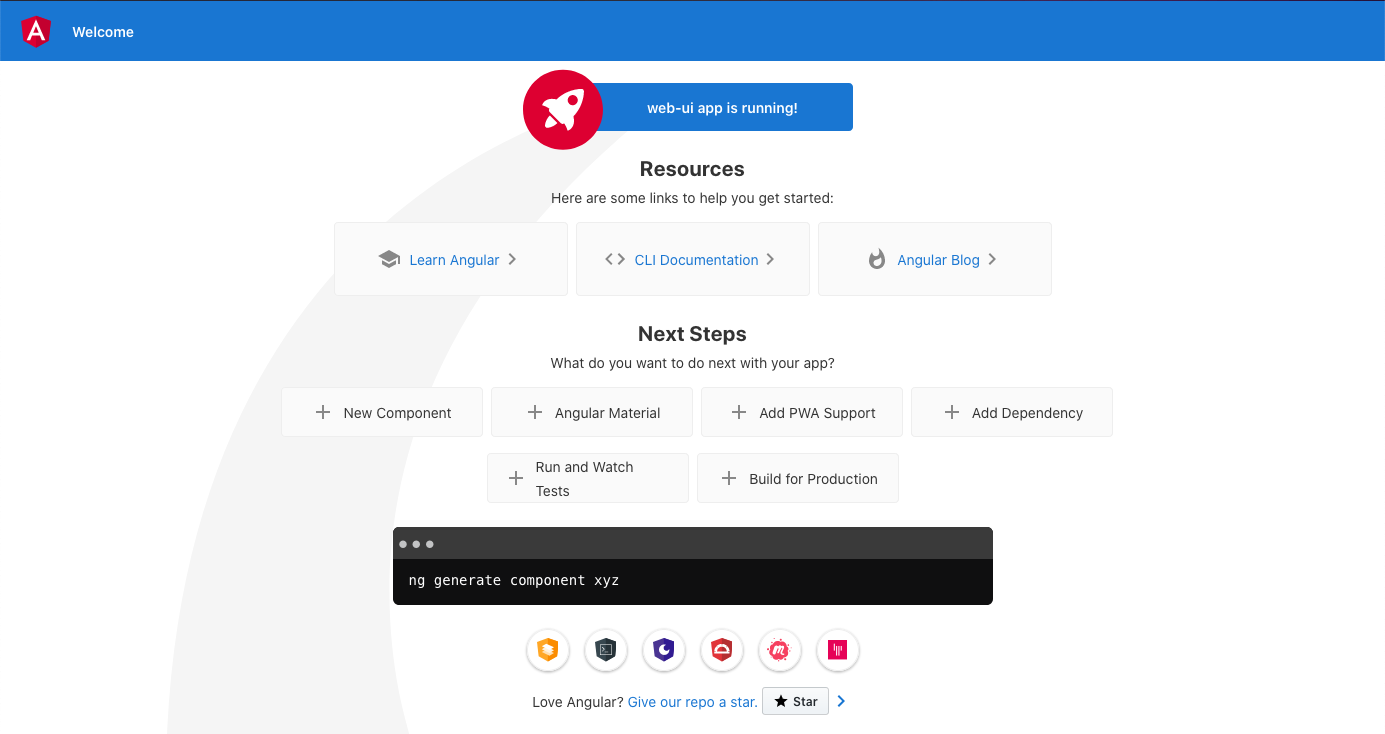 Welcome
web-ui app is running!
Resources
Here are some links to help you get started:
Learn Angular
CLI Documentation
Angular Blog
Next Steps
What do you want to do next with your app?
New Component
Angular Material
Add PWA Support
Add Dependency
Run and Watch
Tests
Build for Production
ng generate component xyz
Love Angular? Give our repo a star. Star